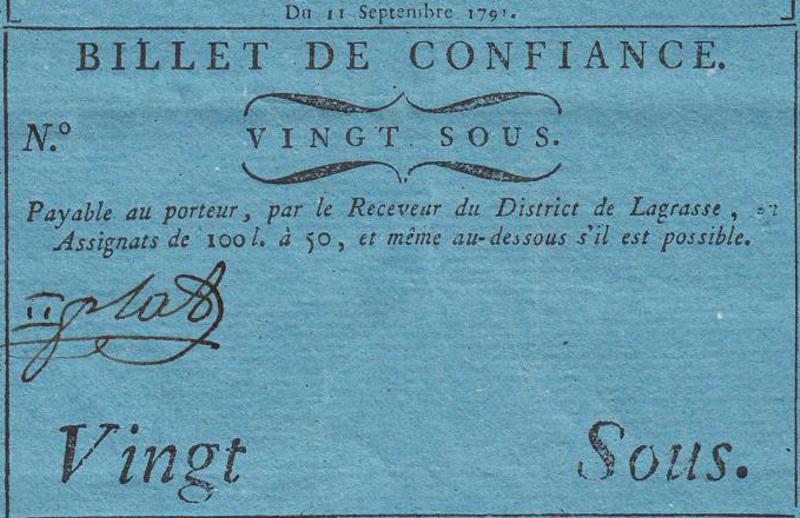 Du 11 Septembre 1791.
BILLET DE CONFIANCE.
N.º
VINGT SOUS.
Payable au porteur, par le Receveur du District de Lagrasse, en
Assignats de 100 l. à 50, et même au-dessous s'il est possible.
Vingt Sous.